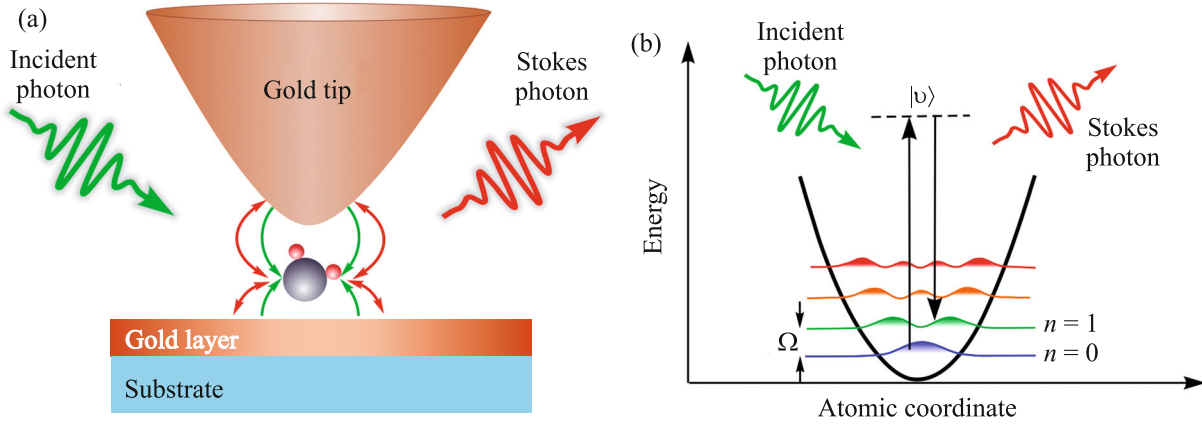 (a)
Incident
photon
Gold tip
Stokes
photon
Gold layer
Substrate
(b)
Incident
photon
|υ⟩
Stokes
photon
Energy
Ω
n = 1
n = 0
Atomic coordinate